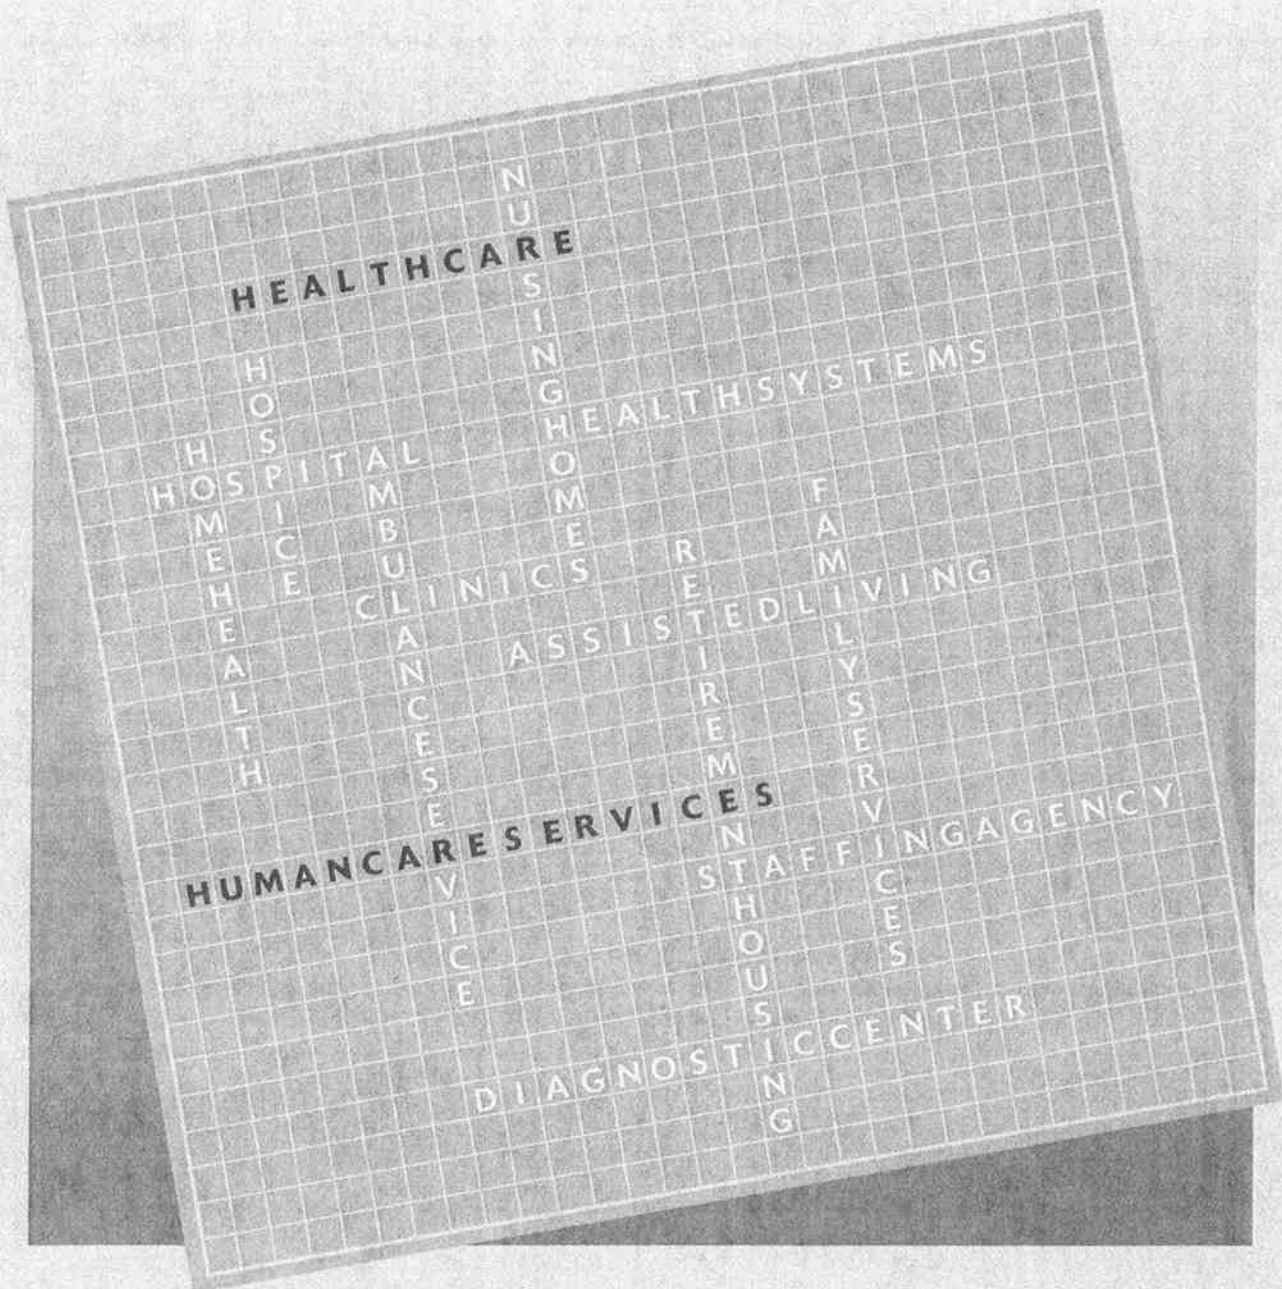 NURSINGHOMES
HEALTHCARE
HOSPICE
HEALTHSYSTEMS
HOMEHEALTH
HOSPITAL
AMBULANCESERVICE
FAMILYSERVICES
RETIREMENTHOUSING
CLINICS
ASSISTEDLIVING
HUMANCARESERVICES
STAFFINGAGENCY
DIAGNOSTICCENTER